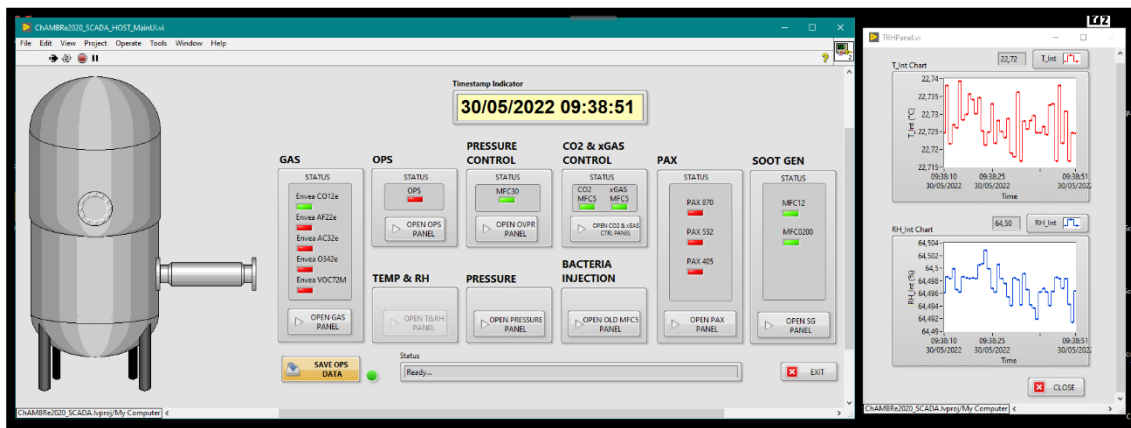 ChAMBRe2020_SCADA_HOST_MainUI.vi
File Edit View Project Operate Tools Window Help
Timestamp Indicator
30/05/2022 09:38:51
GAS
STATUS
Envea CO12e
Envea AF22e
Envea AC32e
Envea O342e
Envea VOC72M
OPEN GAS
PANEL
OPS
STATUS
OPS
OPEN OPS
PANEL
PRESSURE
CONTROL
STATUS
MFC30
OPEN OVPR
PANEL
CO2 & xGAS
CONTROL
STATUS
CO2 xGAS
MFC5 MFC5
OPEN CO2 & xGAS
CTRL PANEL
PAX
STATUS
PAX 870
PAX 532
PAX 405
OPEN PAX
PANEL
SOOT GEN
STATUS
MFC12
MFC0200
OPEN SG
PANEL
TEMP & RH
OPEN T&RH
PANEL
PRESSURE
OPEN PRESSURE
PANEL
BACTERIA
INJECTION
OPEN OLD MFC5
PANEL
SAVE OPS
DATA
Status
Ready...
EXIT
ChAMBRe2020_SCADA.lvproj/My Computer
TRHPanel.vi
T_Int Chart
22,72
T_Int
22,74
22,735
22,73
22,725
22,72
22,715
T_Int (°C)
09:38:10 09:38:25 09:38:51
30/05/2022 30/05/2022 30/05/2022
Time
RH_Int Chart
64,50
RH_Int
64,504
64,502
64,5
64,498
64,496
64,494
64,492
64,49
RH_Int (%)
09:38:10 09:38:25 09:38:51
30/05/2022 30/05/2022 30/05/2022
Time
CLOSE
ChAMBRe2020_SCADA.lvproj/My Computer